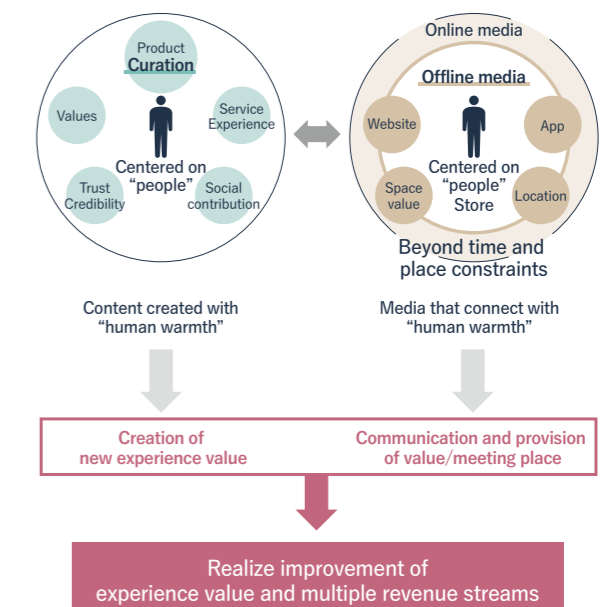 Product
Curation
Values
Service
Experience
Centered on
“people”
Trust
Credibility
Social
contribution
Online media
Offline media
Website
App
Centered on
“people”
Store
Space
value
Location
Beyond time and
place constraints
Content created with
“human warmth”
Media that connect with
“human warmth”
Creation of
new experience value
Communication and provision
of value/meeting place
Realize improvement of
experience value and multiple revenue streams